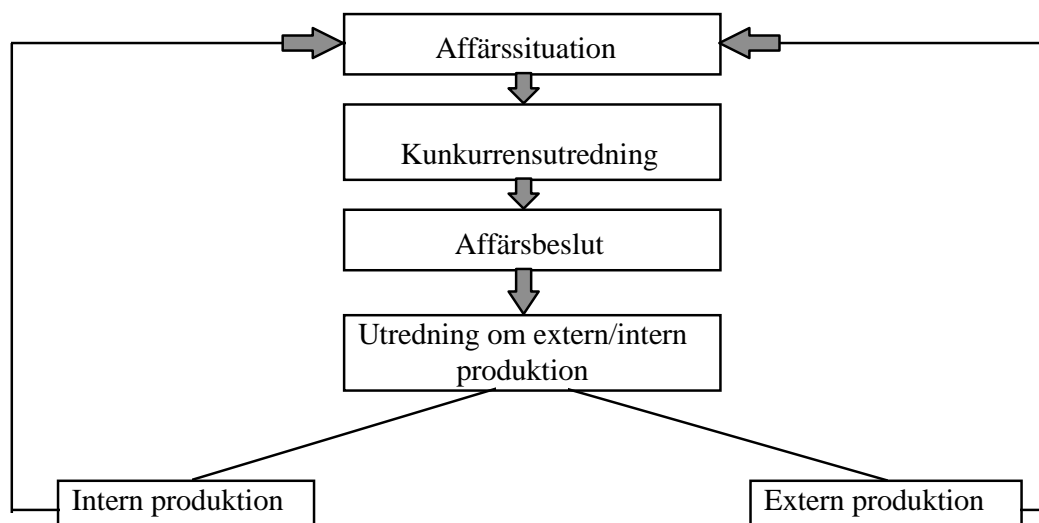 Affärssituation
Kunkurrensutredning
Affärsbeslut
Utredning om extern/intern
produktion
Intern produktion
Extern produktion